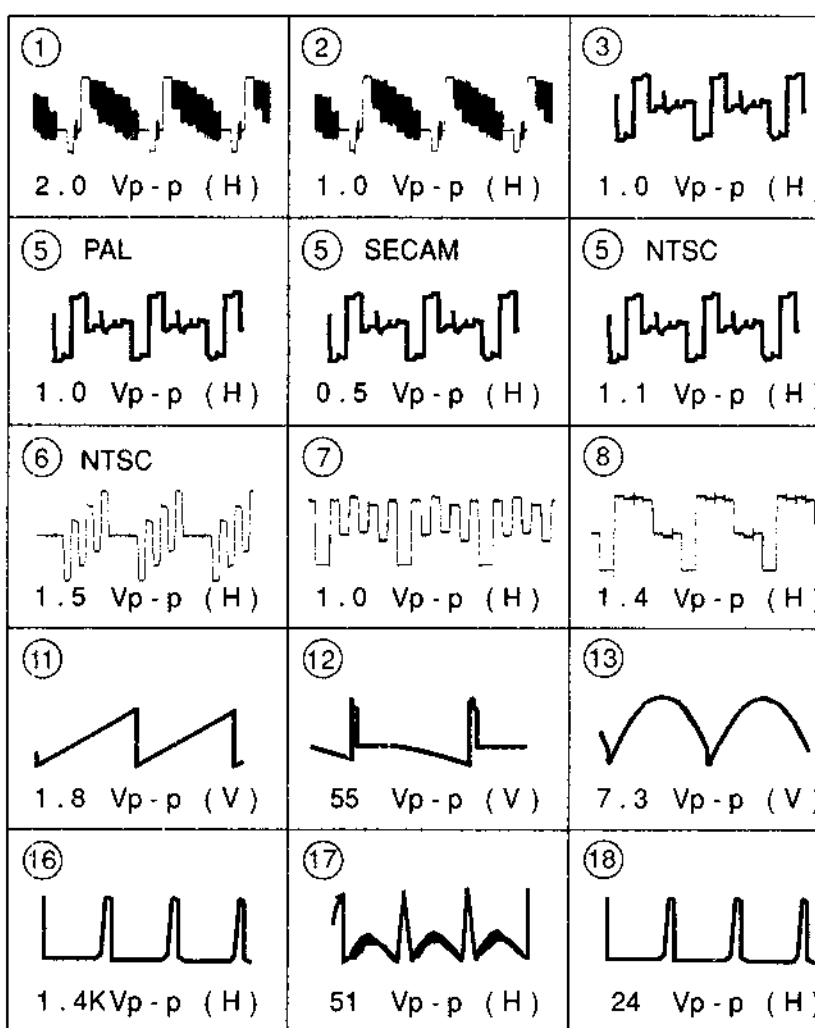 ① ② ③
2.0 Vp-p (H) 1.0 Vp-p (H) 1.0 Vp-p (H)
⑤ PAL ⑤ SECAM ⑤ NTSC
1.0 Vp-p (H) 0.5 Vp-p (H) 1.1 Vp-p (H)
⑥ NTSC ⑦ ⑧
1.5 Vp-p (H) 1.0 Vp-p (H) 1.4 Vp-p (H)
⑪ ⑫ ⑬
1.8 Vp-p (V) 55 Vp-p (V) 7.3 Vp-p (V)
⑯ ⑰ ⑱
1.4KVp-p (H) 51 Vp-p (H) 24 Vp-p (H)